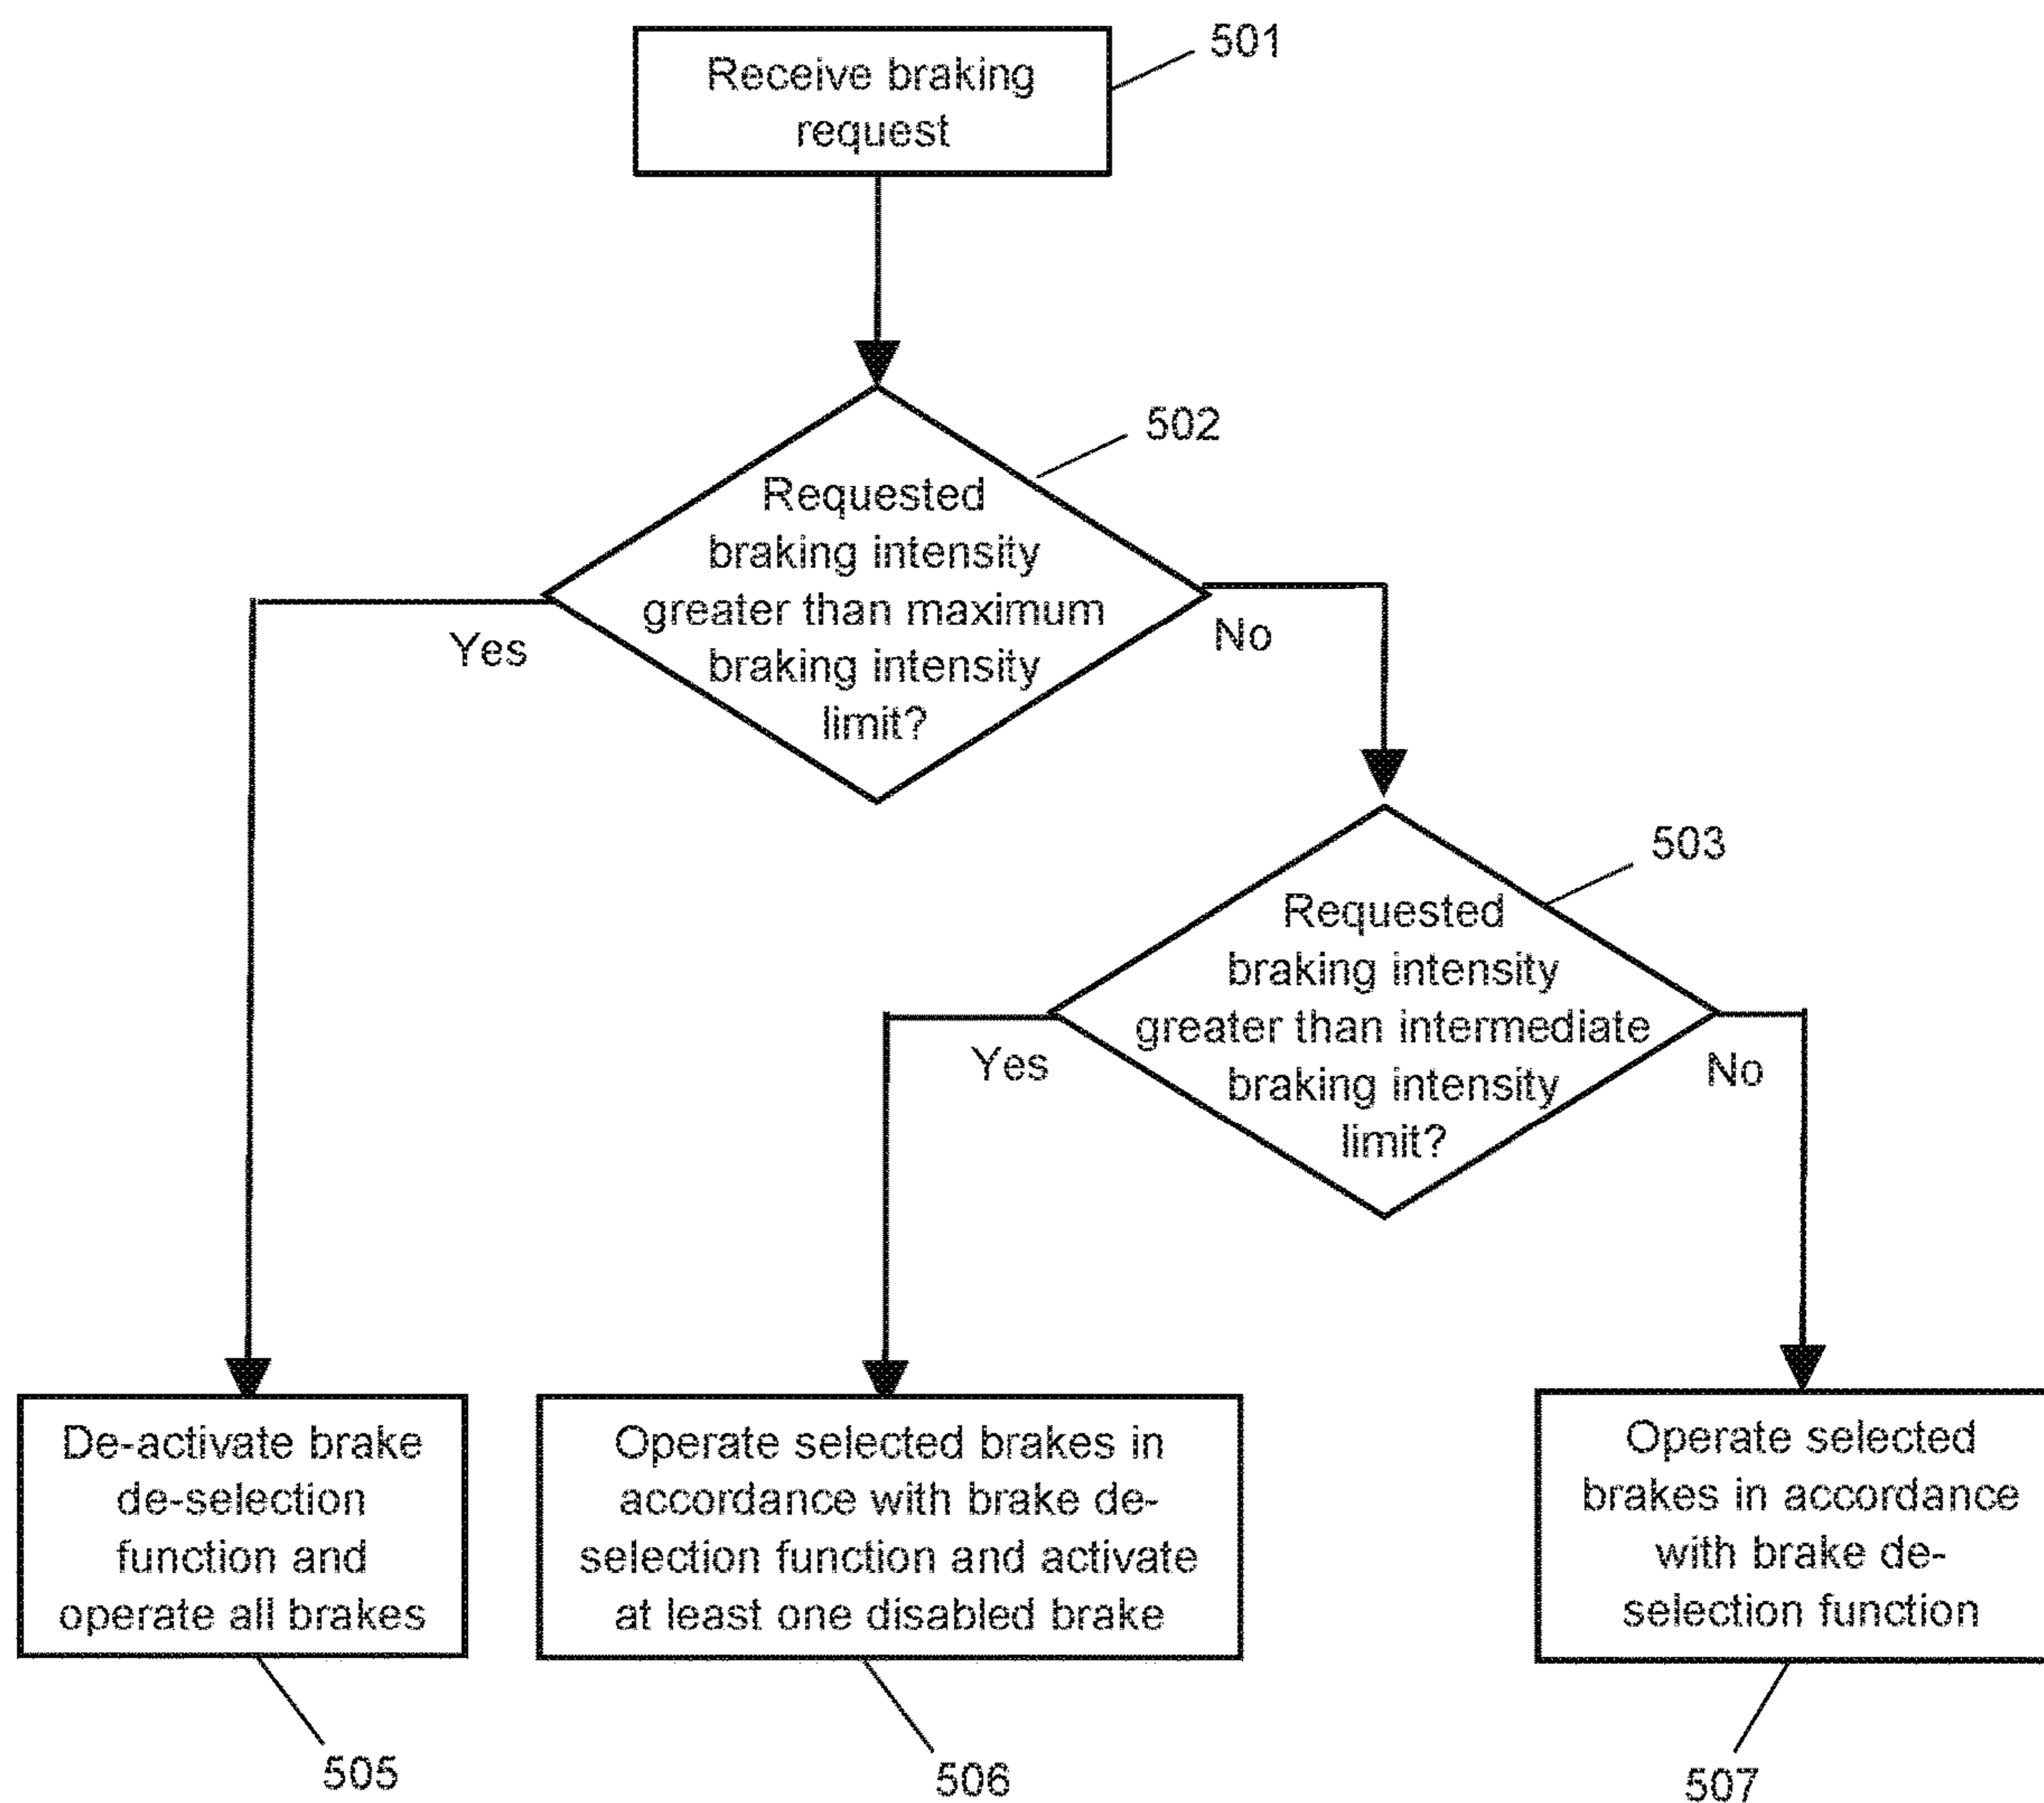 501
Receive braking
request
502
Requested
braking intensity
greater than maximum
braking intensity
limit?
Yes
No
503
Requested
braking intensity
greater than intermediate
braking intensity
limit?
Yes
No
De-activate brake
de-selection
function and
operate all brakes
Operate selected brakes in
accordance with brake de-
selection function and activate
at least one disabled brake
Operate selected
brakes in accordance
with brake de-
selection function
505
506
507